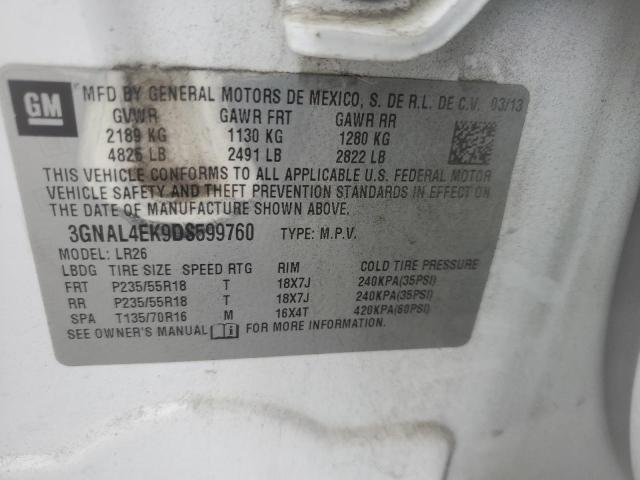 GM
MFD BY GENERAL MOTORS DE MEXICO, S. DE R.L. DE C.V. 03/13
GVWR GAWR FRT GAWR RR
2189 KG 1130 KG 1280 KG
4826 LB 2491 LB 2822 LB
THIS VEHICLE CONFORMS TO ALL APPLICABLE U.S. FEDERAL MOTOR
VEHICLE SAFETY AND THEFT PREVENTION STANDARDS IN EFFECT ON
THE DATE OF MANUFACTURE SHOWN ABOVE.
3GNAL4EK9DS599760 TYPE: M.P.V.
MODEL: LR26
LBDG TIRE SIZE SPEED RTG RIM COLD TIRE PRESSURE
FRT P235/55R18 T 18X7J 240KPA(35PSI)
RR P235/55R18 T 18X7J 240KPA(35PSI)
SPA T135/70R16 M 16X4T 420KPA(60PSI)
SEE OWNER'S MANUAL FOR MORE INFORMATION.